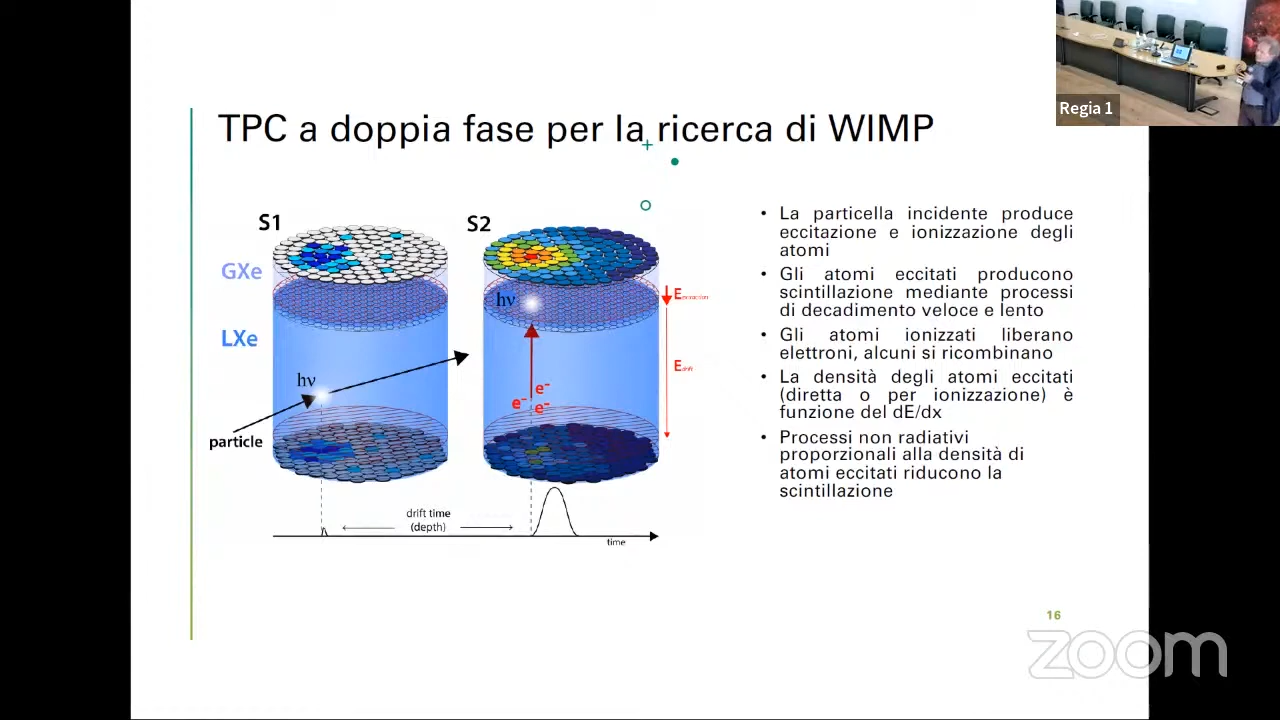 Regia 1
TPC a doppia fase per la ricerca di WIMP
S1
S2
GXe
LXe
hν
hν
particle
e⁻
e⁻
e⁻
E extraction
E drift
drift time
(depth)
time
• La particella incidente produce
eccitazione e ionizzazione degli
atomi
• Gli atomi eccitati producono
scintillazione mediante processi
di decadimento veloce e lento
• Gli atomi ionizzati liberano
elettroni, alcuni si ricombinano
• La densità degli atomi eccitati
(diretta o per ionizzazione) è
funzione del dE/dx
• Processi non radiativi
proporzionali alla densità di
atomi eccitati riducono la
scintillazione
16
zoom